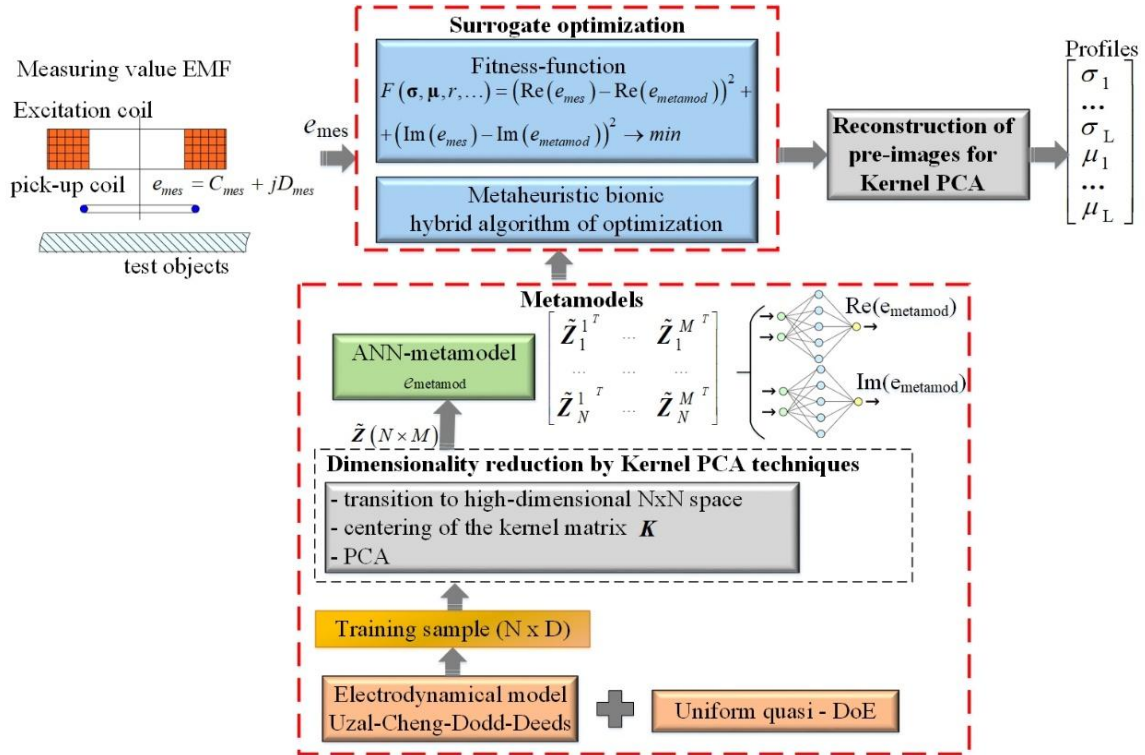 Surrogate optimization
Fitness-function
F(σ, μ, r, ...) = (Re(e_mes) − Re(e_metamod))² +
+ (Im(e_mes) − Im(e_metamod))² → min
Metaheuristic bionic
hybrid algorithm of optimization
Measuring value EMF
Excitation coil
pick-up coil
e_mes = C_mes + jD_mes
test objects
e_mes
Reconstruction of
pre-images for
Kernel PCA
Profiles
σ_1
...
σ_L
μ_1
...
μ_L
Metamodels
ANN-metamodel
e_metamod
Z̃_1^{1 T} ... Z̃_1^{M T}
... ... ...
Z̃_N^{1 T} ... Z̃_N^{M T}
Re(e_metamod)
Im(e_metamod)
Z̃ (N × M)
Dimensionality reduction by Kernel PCA techniques
- transition to high-dimensional NxN space
- centering of the kernel matrix K
- PCA
Training sample (N x D)
Electrodynamical model
Uzal-Cheng-Dodd-Deeds
Uniform quasi - DoE